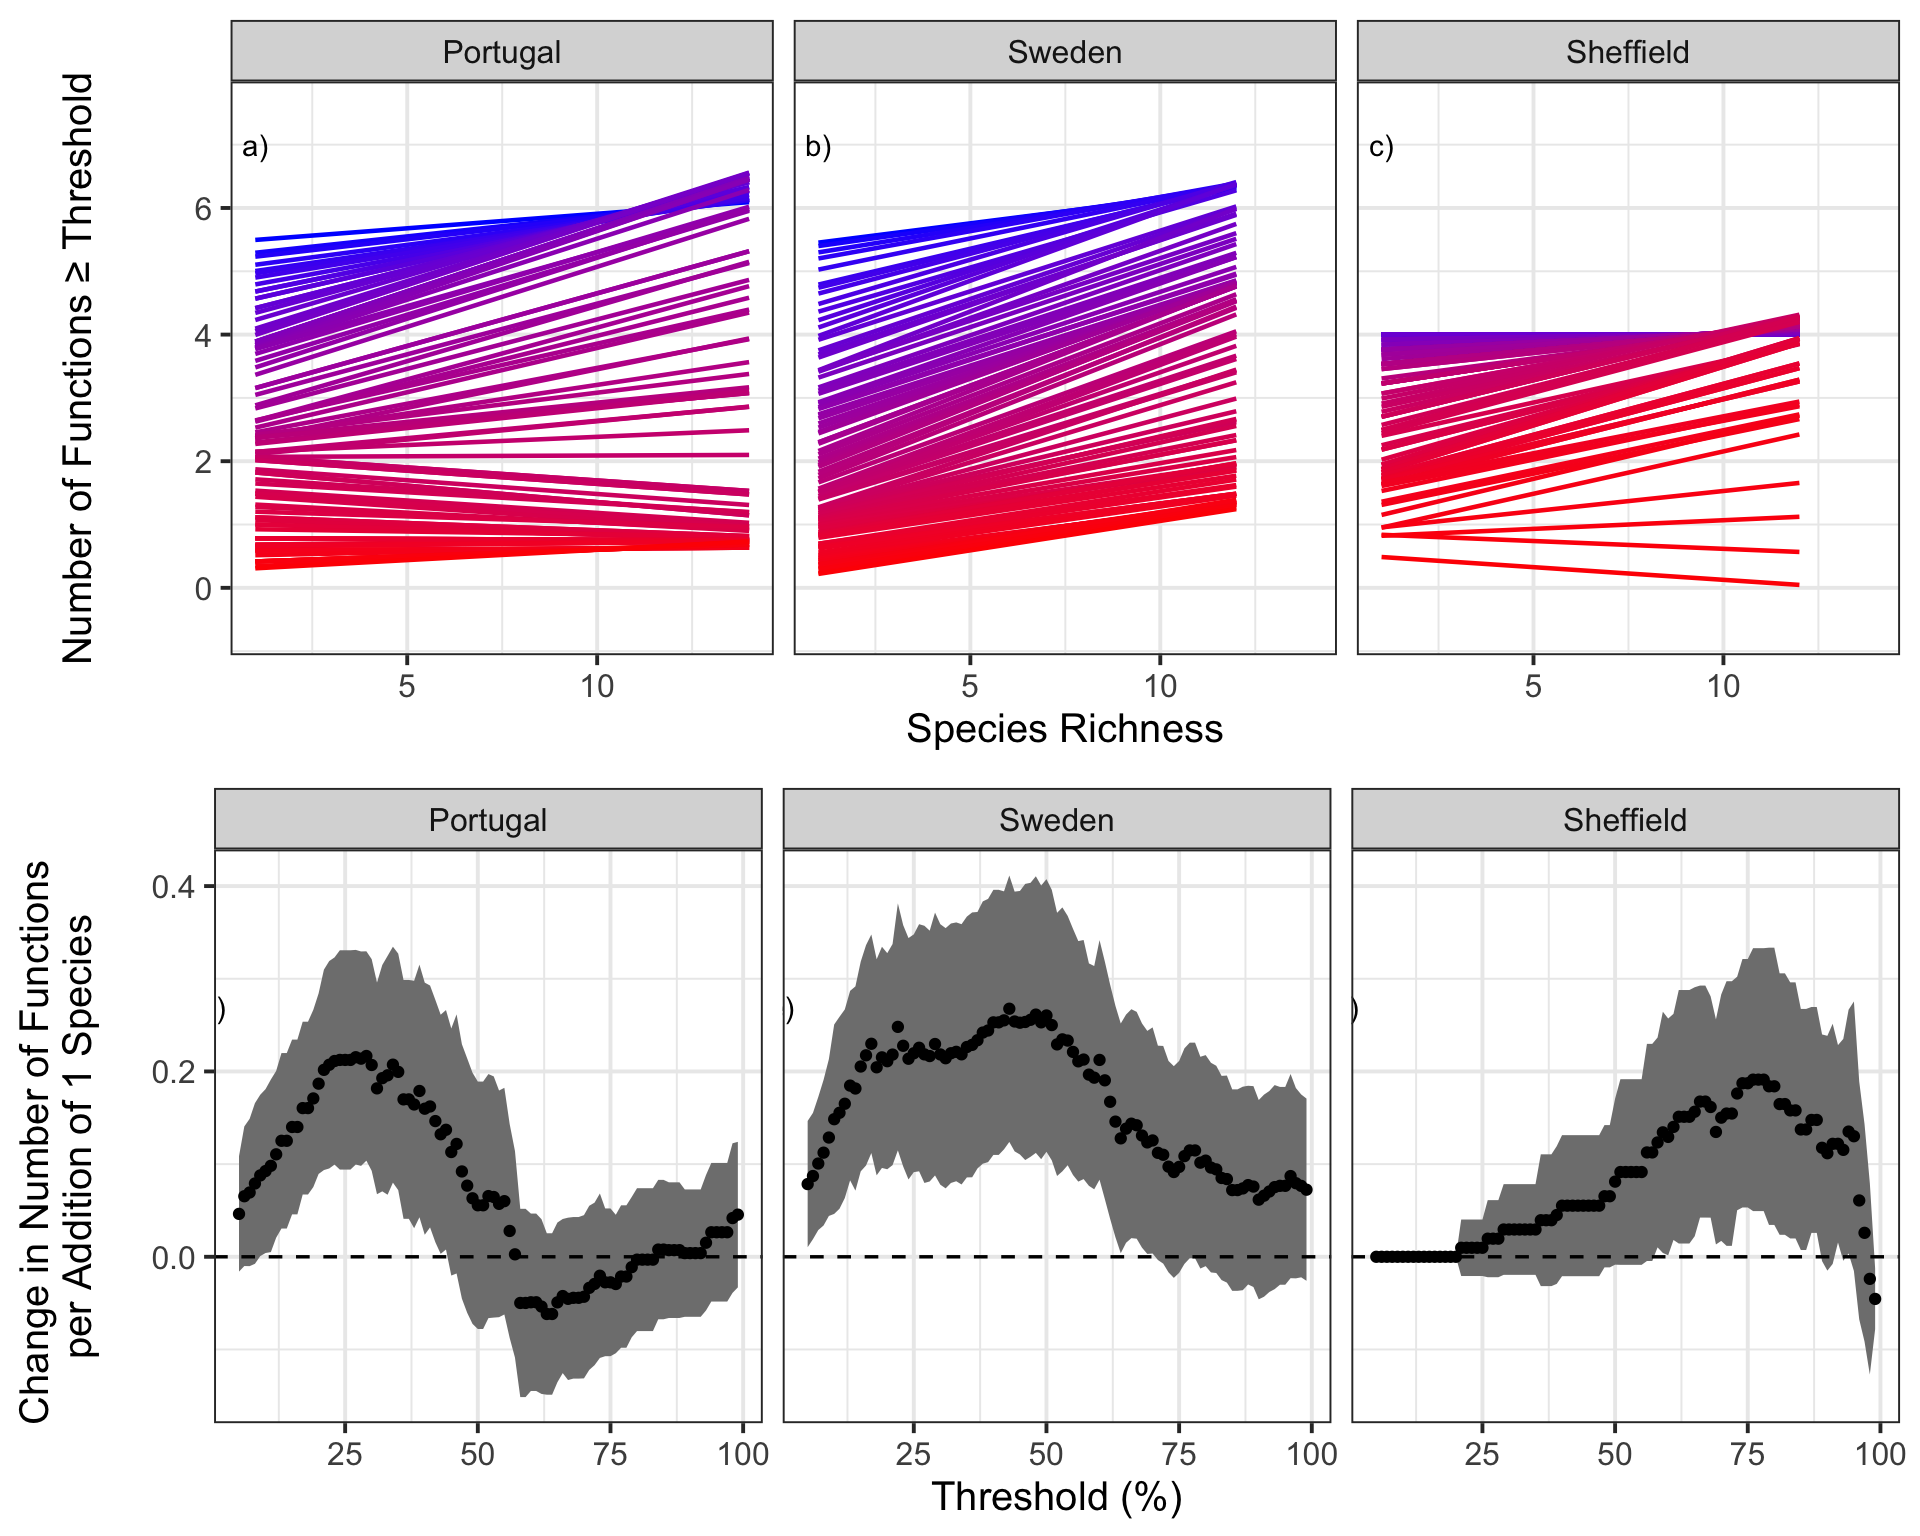 Portugal Sweden Sheffield
a) b) c)
Number of Functions ≥ Threshold
6
4
2
0
5 10 5 10 5 10
Species Richness
Portugal Sweden Sheffield
Change in Number of Functions
per Addition of 1 Species
0.4
) ) )
0.2
0.0
25 50 75 100 25 50 75 100 25 50 75 100
Threshold (%)